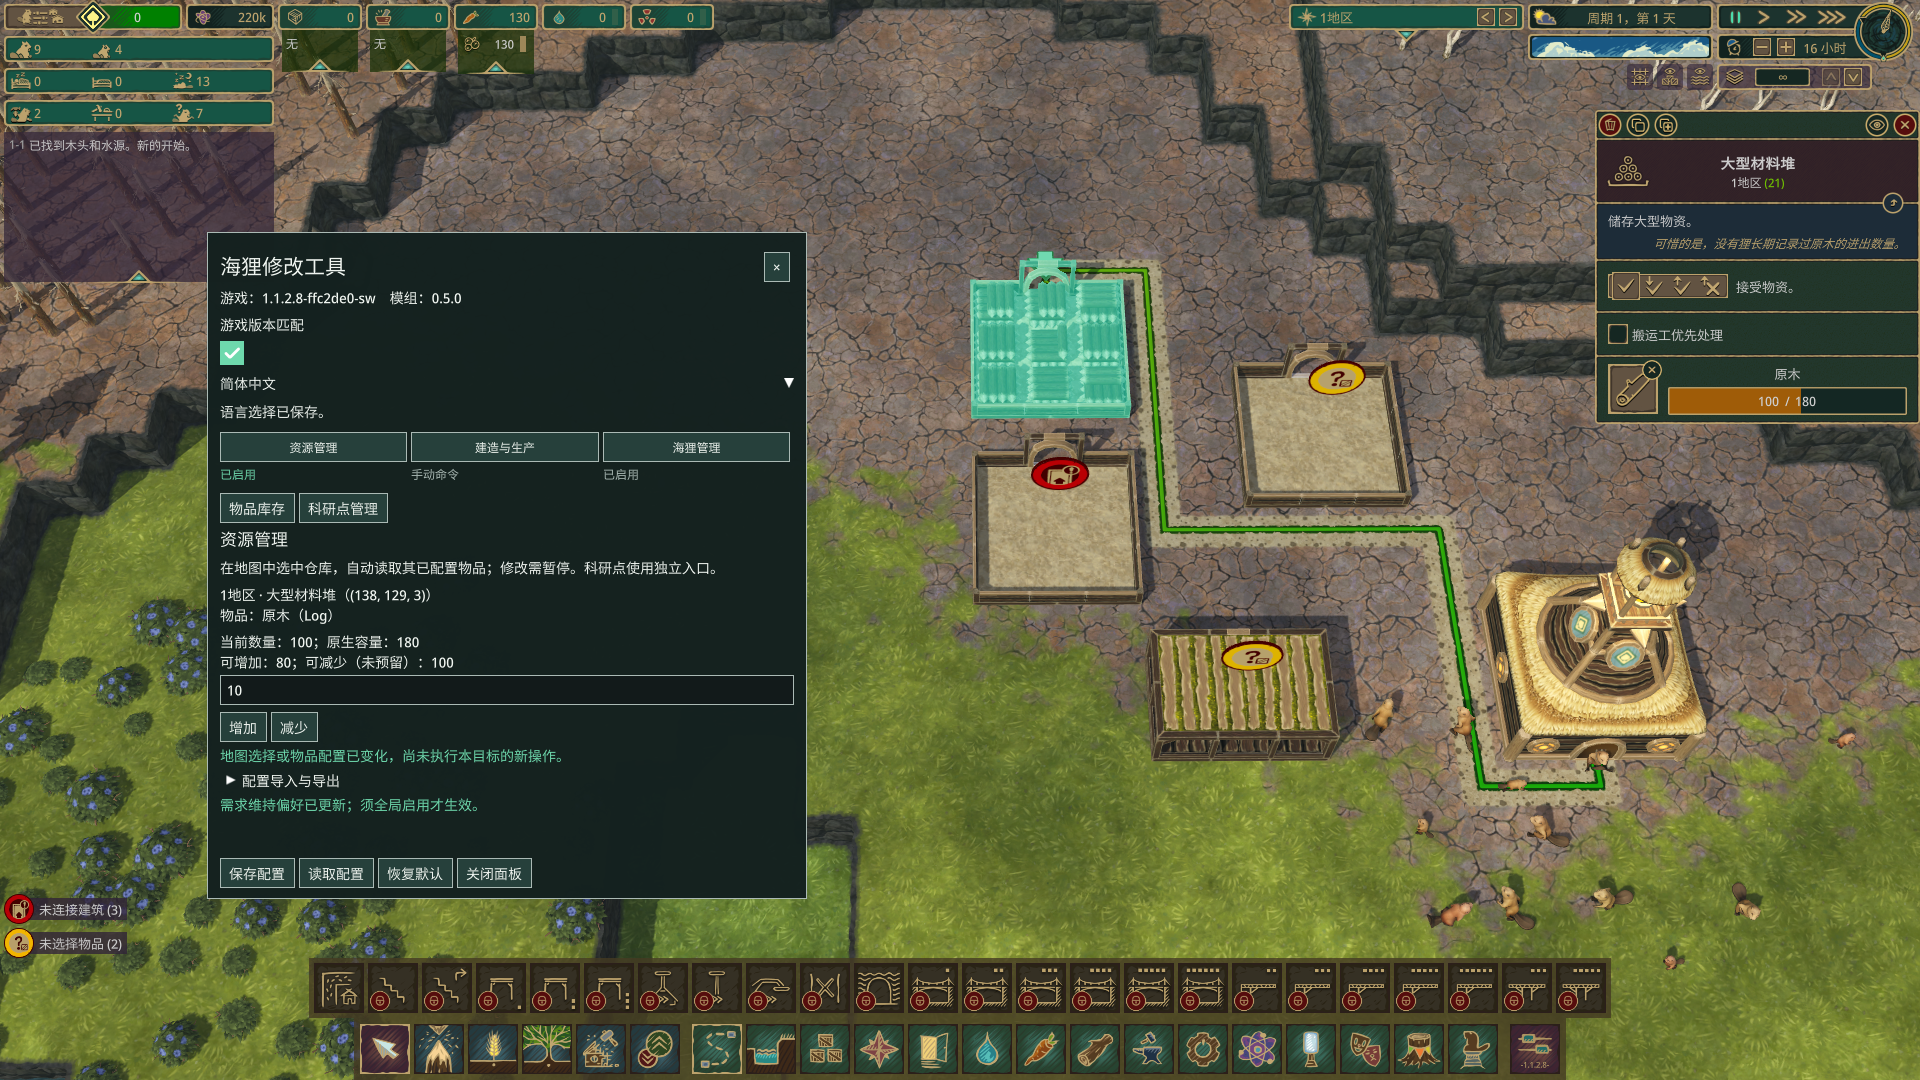 0
220k
0
0
130
0
0
1地区
周期 1，第 1 天
9
4
无
无
130
16 小时
0
0
13
∞
2
0
7
1-1 已找到木头和水源。新的开始。
大型材料堆
1地区 (21)
储存大型物资。
可惜的是，没有狸长期记录过原木的进出数量。
接受物资。
搬运工优先处理
原木
100 / 180
海狸修改工具
×
游戏：1.1.2.8-ffc2de0-sw 模组：0.5.0
游戏版本匹配
简体中文
语言选择已保存。
资源管理
建造与生产
海狸管理
已启用
手动命令
已启用
物品库存
科研点管理
资源管理
在地图中选中仓库，自动读取其已配置物品；修改需暂停。科研点使用独立入口。
1地区 · 大型材料堆（(138, 129, 3)）
物品：原木（Log）
当前数量：100；原生容量：180
可增加：80；可减少（未预留）：100
10
增加
减少
地图选择或物品配置已变化，尚未执行本目标的新操作。
配置导入与导出
需求维持偏好已更新；须全局启用才生效。
保存配置
读取配置
恢复默认
关闭面板
未连接建筑 (3)
未选择物品 (2)
-1.1.2.8-